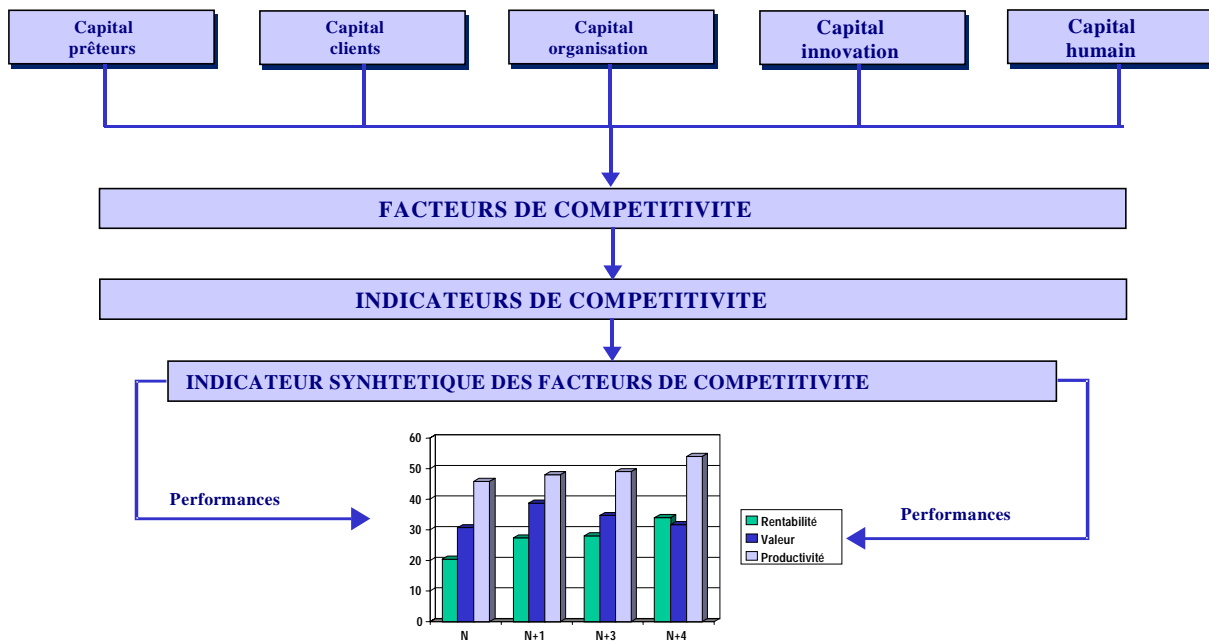 Capital
prêteurs
Capital
clients
Capital
organisation
Capital
innovation
Capital
humain
FACTEURS DE COMPETITIVITE
INDICATEURS DE COMPETITIVITE
INDICATEUR SYNHTETIQUE DES FACTEURS DE COMPETITIVITE
Performances
60
50
40
30
20
10
0
N
N+1
N+3
N+4
Rentabilité
Valeur
Productivité
Performances